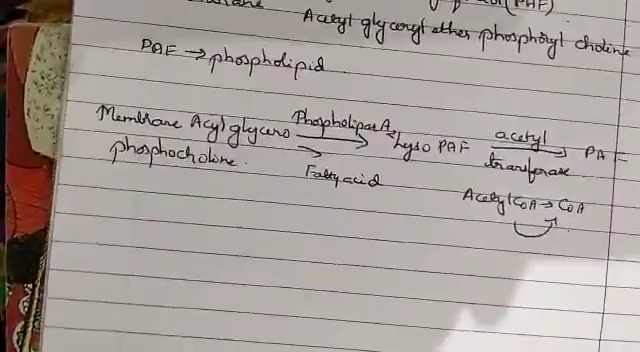 (PAF)
Acetyl glyceryl ether phosphoryl choline
PAF → phospholipid
Membrane Acyl glycero phosphocholine. Phospholipase A2 → Fatty acid
Lyso PAF acetyl transferase → PAF
Acetyl CoA → CoA